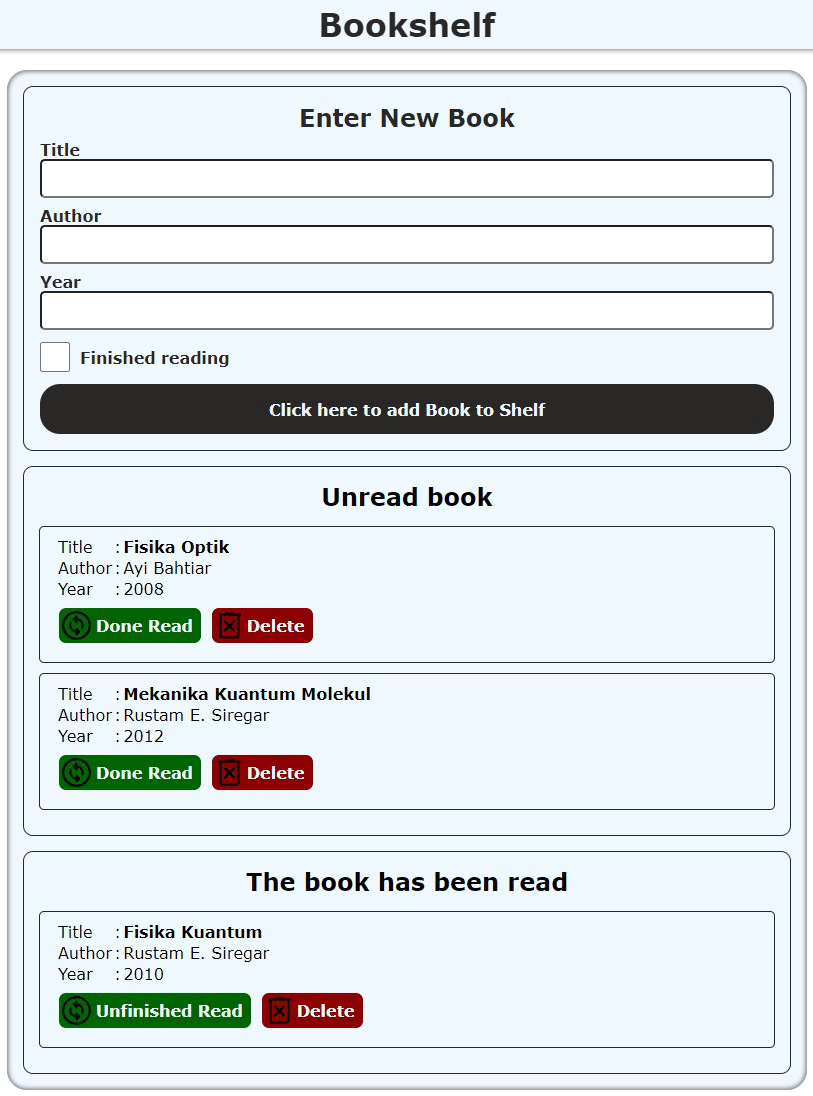 Bookshelf
Enter New Book
Title
Author
Year
Finished reading
Click here to add Book to Shelf
Unread book
Title : Fisika Optik
Author : Ayi Bahtiar
Year : 2008
Done Read Delete
Title : Mekanika Kuantum Molekul
Author : Rustam E. Siregar
Year : 2012
Done Read Delete
The book has been read
Title : Fisika Kuantum
Author : Rustam E. Siregar
Year : 2010
Unfinished Read Delete